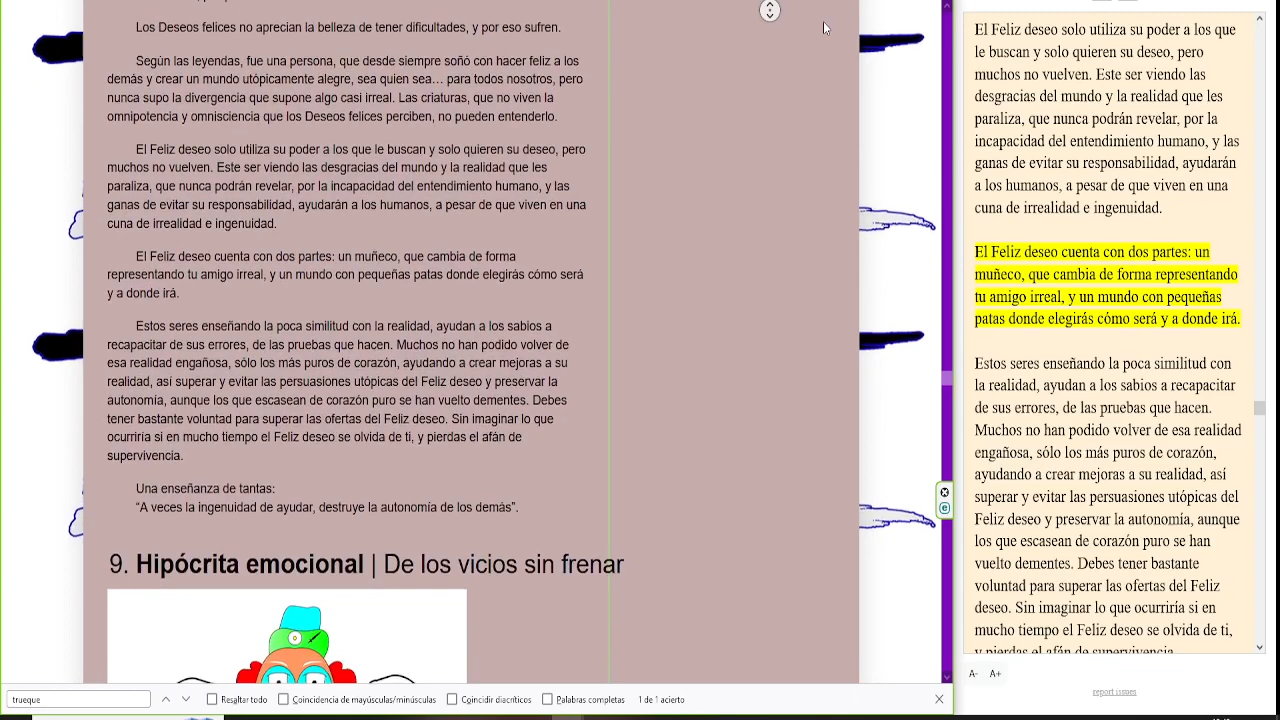 Los Deseos felices no aprecian la belleza de tener dificultades, y por eso sufren.
Según las leyendas, fue una persona, que desde siempre soñó con hacer feliz a los
demás y crear un mundo utópicamente alegre, sea quien sea… para todos nosotros, pero
nunca supo la divergencia que supone algo casi irreal. Las criaturas, que no viven la
omnipotencia y omnisciencia que los Deseos felices perciben, no pueden entenderlo.
El Feliz deseo solo utiliza su poder a los que le buscan y solo quieren su deseo, pero
muchos no vuelven. Este ser viendo las desgracias del mundo y la realidad que les
paraliza, que nunca podrán revelar, por la incapacidad del entendimiento humano, y las
ganas de evitar su responsabilidad, ayudarán a los humanos, a pesar de que viven en una
cuna de irrealidad e ingenuidad.
El Feliz deseo cuenta con dos partes: un muñeco, que cambia de forma
representando tu amigo irreal, y un mundo con pequeñas patas donde elegirás cómo será
y a donde irá.
Estos seres enseñando la poca similitud con la realidad, ayudan a los sabios a
recapacitar de sus errores, de las pruebas que hacen. Muchos no han podido volver de
esa realidad engañosa, sólo los más puros de corazón, ayudando a crear mejoras a su
realidad, así superar y evitar las persuasiones utópicas del Feliz deseo y preservar la
autonomía, aunque los que escasean de corazón puro se han vuelto dementes. Debes
tener bastante voluntad para superar las ofertas del Feliz deseo. Sin imaginar lo que
ocurriría si en mucho tiempo el Feliz deseo se olvida de ti, y pierdas el afán de
supervivencia.
Una enseñanza de tantas:
“A veces la ingenuidad de ayudar, destruye la autonomía de los demás”.
9. Hipócrita emocional | De los vicios sin frenar
trueque
Resaltar todo
Coincidencia de mayúsculas/minúsculas
Coincidir diacríticos
Palabras completas
1 de 1 acierto
El Feliz deseo solo utiliza su poder a los que
le buscan y solo quieren su deseo, pero
muchos no vuelven. Este ser viendo las
desgracias del mundo y la realidad que les
paraliza, que nunca podrán revelar, por la
incapacidad del entendimiento humano, y las
ganas de evitar su responsabilidad, ayudarán
a los humanos, a pesar de que viven en una
cuna de irrealidad e ingenuidad.
El Feliz deseo cuenta con dos partes: un
muñeco, que cambia de forma representando
tu amigo irreal, y un mundo con pequeñas
patas donde elegirás cómo será y a donde irá.
Estos seres enseñando la poca similitud con
la realidad, ayudan a los sabios a recapacitar
de sus errores, de las pruebas que hacen.
Muchos no han podido volver de esa realidad
engañosa, sólo los más puros de corazón,
ayudando a crear mejoras a su realidad, así
superar y evitar las persuasiones utópicas del
Feliz deseo y preservar la autonomía, aunque
los que escasean de corazón puro se han
vuelto dementes. Debes tener bastante
voluntad para superar las ofertas del Feliz
deseo. Sin imaginar lo que ocurriría si en
mucho tiempo el Feliz deseo se olvida de ti,
y pierdas el afán de supervivencia.
A- A+
report issues